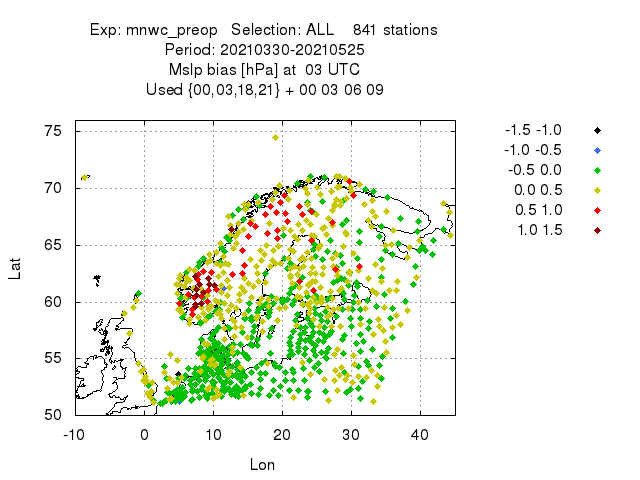 Exp: mnwc_preop   Selection: ALL    841 stations
Period: 20210330-20210525
Mslp bias [hPa] at  03 UTC
Used {00,03,18,21} + 00 03 06 09
75
70
65
60
55
50
Lat
-10 0 10 20 30 40
Lon
-1.5 -1.0
-1.0 -0.5
-0.5 0.0
0.0 0.5
0.5 1.0
1.0 1.5